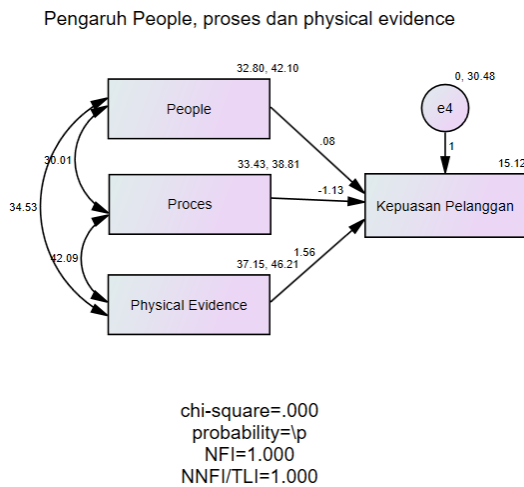 Pengaruh People, proses dan physical evidence
32.80, 42.10
0, 30.48
People
e4
.08
1
30.01
33.43, 38.81
15.12
Proces
-1.13
Kepuasan Pelanggan
34.53
42.09
37.15, 46.21
1.56
Physical Evidence
chi-square=.000
probability=\p
NFI=1.000
NNFI/TLI=1.000